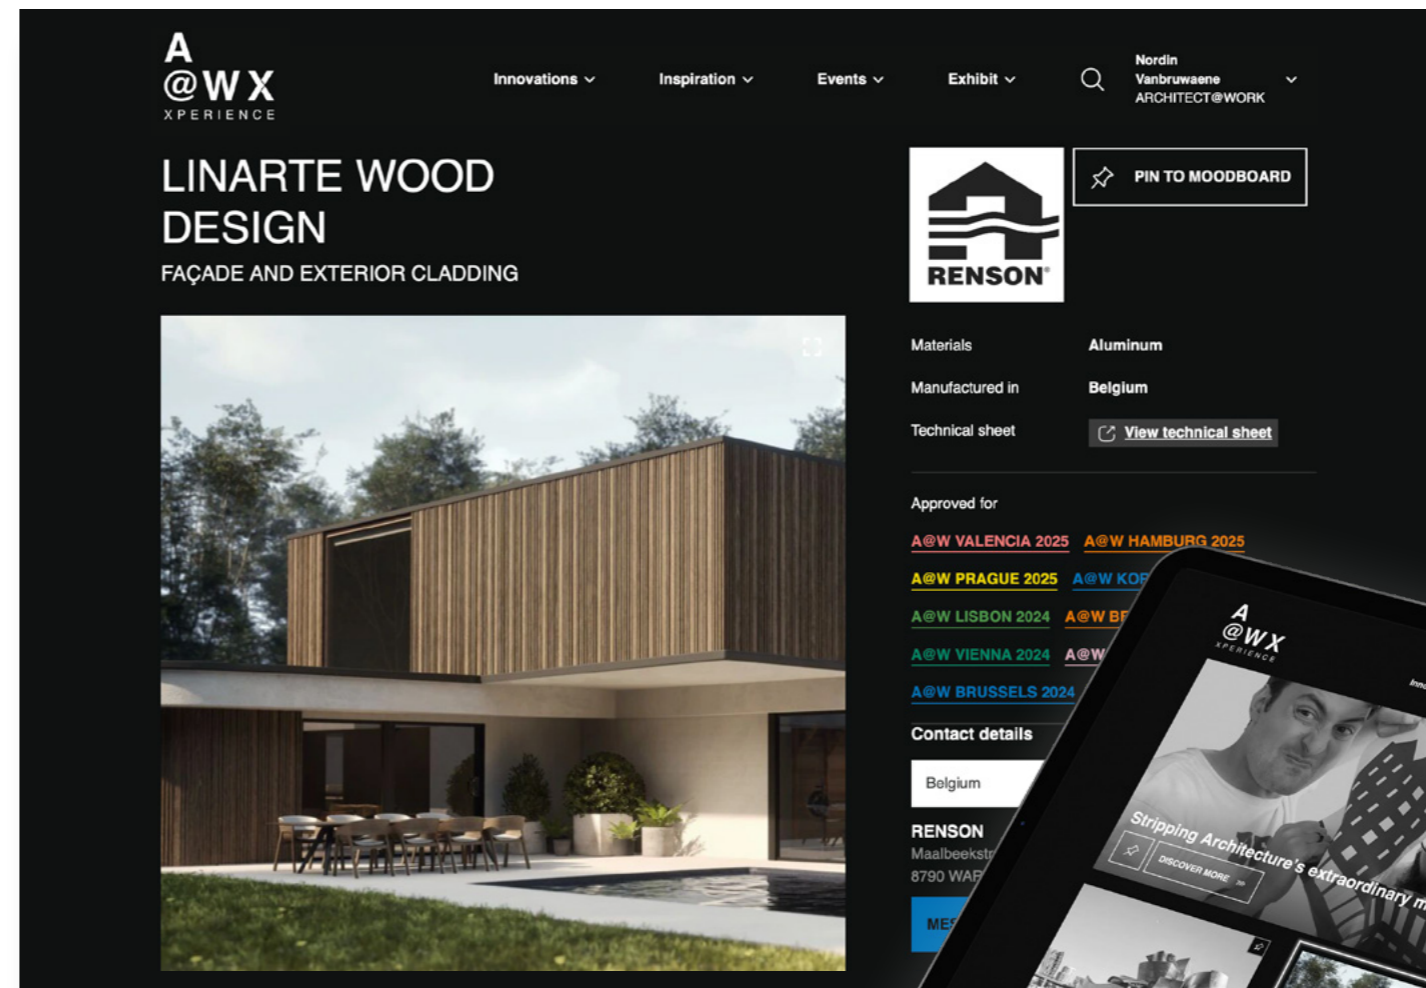 A
@WX
XPERIENCE
Innovations
Inspiration
Events
Exhibit
Nordin
Vanbruwaene
ARCHITECT@WORK
LINARTE WOOD
DESIGN
FAÇADE AND EXTERIOR CLADDING
RENSON®
PIN TO MOODBOARD
Materials Aluminum
Manufactured in Belgium
Technical sheet View technical sheet
Approved for
A@W VALENCIA 2025 A@W HAMBURG 2025
A@W PRAGUE 2025 A@W
A@W LISBON 2024 A@W
A@W VIENNA 2024 A@W
A@W BRUSSELS 2024
Contact details
Belgium
RENSON
8790
A
@WX
XPERIENCE
Stripping Architecture's extraordinary
DISCOVER MORE